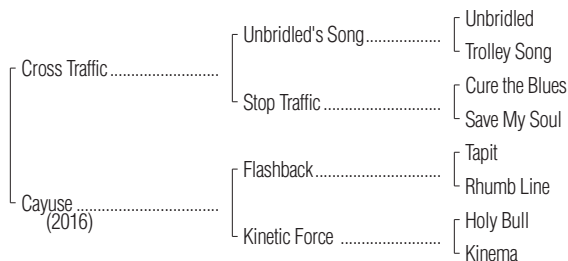 Unbridled
Unbridled's Song
Trolley Song
Cross Traffic
Cure the Blues
Stop Traffic
Save My Soul
Tapit
Flashback
Rhumb Line
Cayuse
(2016)
Holy Bull
Kinetic Force
Kinema